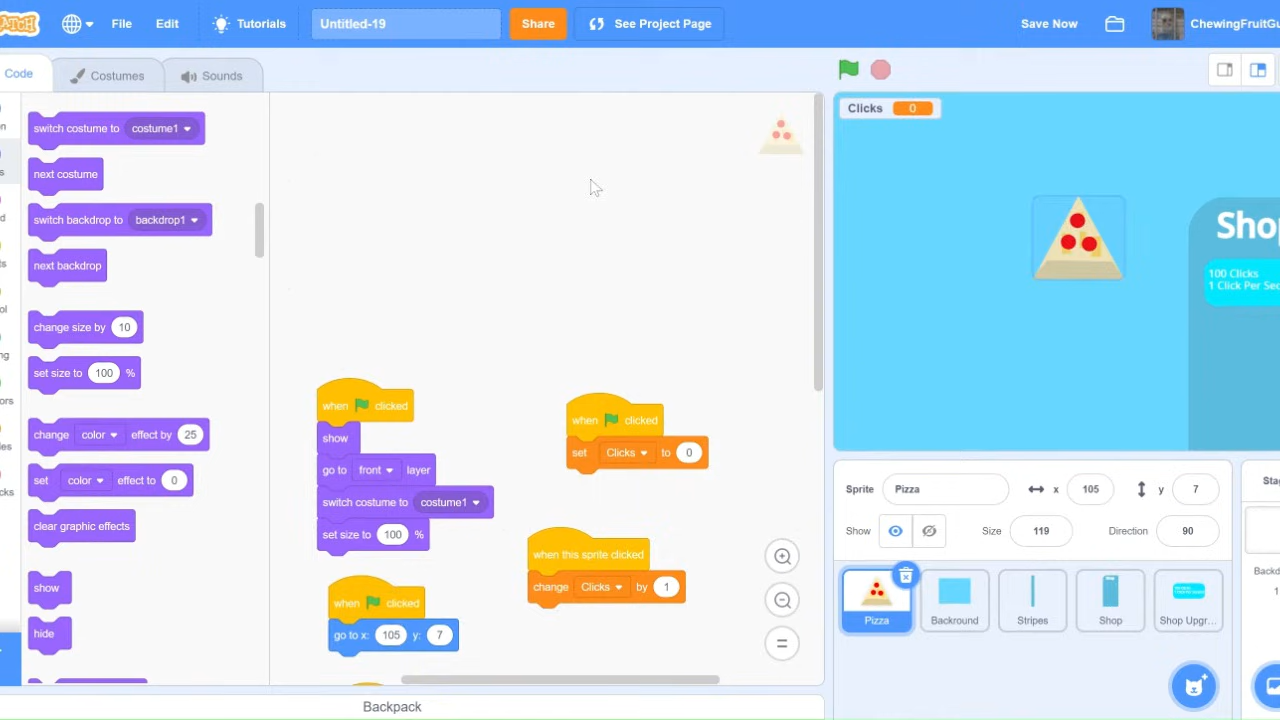 File
Edit
Tutorials
Untitled-19
Share
See Project Page
Save Now
Code
Costumes
Sounds
switch costume to costume1
next costume
switch backdrop to backdrop1
next backdrop
change size by 10
set size to 100 %
change color effect by 25
set color effect to 0
clear graphic effects
show
hide
when clicked
show
go to front layer
switch costume to costume1
set size to 100 %
when clicked
go to x: 105 y: 7
when clicked
set Clicks to 0
when this sprite clicked
change Clicks by 1
Backpack
Clicks 0
100 Clicks
Sprite Pizza x 105 y 7
Show Size 119 Direction 90
Pizza
Backround
Stripes
Shop
Shop Upgr...
1